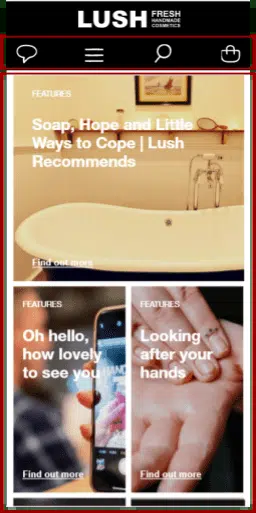 LUSH FRESH
HANDMADE
COSMETICS
FEATURES
Soap, Hope and Little
Ways to Cope | Lush
Recommends
Find out more
FEATURES
Oh hello,
how lovely
to see you
Find out more
FEATURES
Looking
after your
hands
Find out more